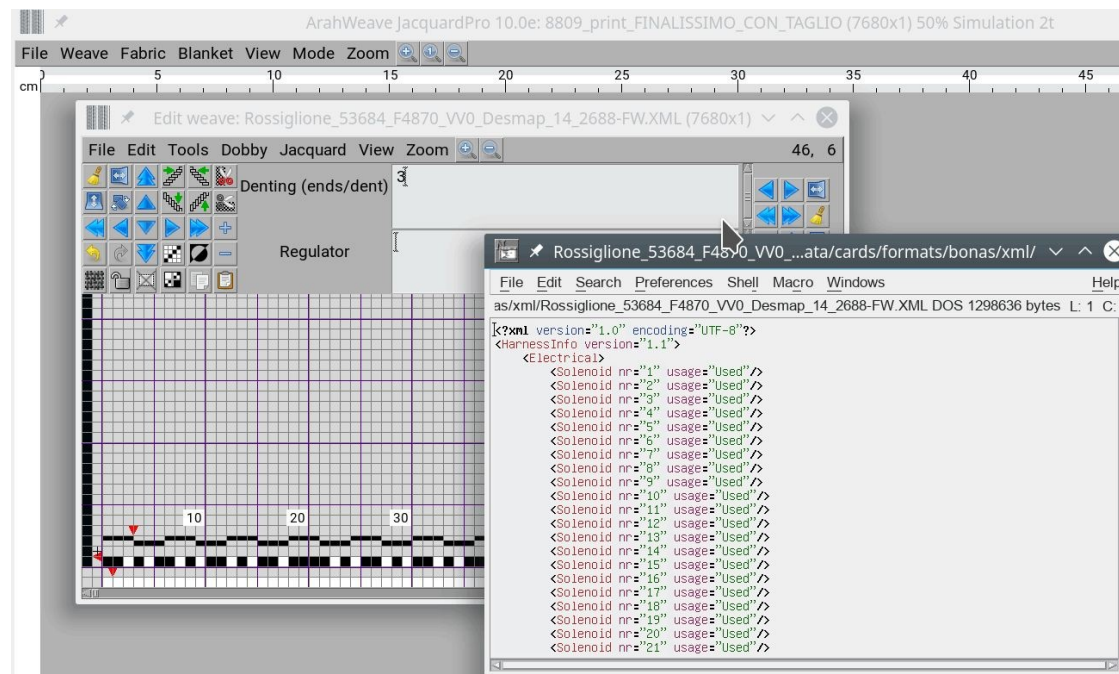 ArahWeave JacquardPro 10.0e: 8809_print_FINALISSIMO_CON_TAGLIO (7680x1) 50% Simulation 2t
File Weave Fabric Blanket View Mode Zoom
cm 5 10 15 20 25 30 35 40 45
Edit weave: Rossiglione_53684_F4870_VV0_Desmap_14_2688-FW.XML (7680x1)
File Edit Tools Dobby Jacquard View Zoom 46, 6
Denting (ends/dent) 3
Regulator
10 20 30
Rossiglione_53684_F4870_VV0_...ata/cards/formats/bonas/xml/
File Edit Search Preferences Shell Macro Windows Help
as/xml/Rossiglione_53684_F4870_VV0_Desmap_14_2688-FW.XML DOS 1298636 bytes L: 1 C:
<?xml version="1.0" encoding="UTF-8"?>
<HarnessInfo version="1.1">
<Electrical>
<Solenoid nr="1" usage="Used"/>
<Solenoid nr="2" usage="Used"/>
<Solenoid nr="3" usage="Used"/>
<Solenoid nr="4" usage="Used"/>
<Solenoid nr="5" usage="Used"/>
<Solenoid nr="6" usage="Used"/>
<Solenoid nr="7" usage="Used"/>
<Solenoid nr="8" usage="Used"/>
<Solenoid nr="9" usage="Used"/>
<Solenoid nr="10" usage="Used"/>
<Solenoid nr="11" usage="Used"/>
<Solenoid nr="12" usage="Used"/>
<Solenoid nr="13" usage="Used"/>
<Solenoid nr="14" usage="Used"/>
<Solenoid nr="15" usage="Used"/>
<Solenoid nr="16" usage="Used"/>
<Solenoid nr="17" usage="Used"/>
<Solenoid nr="18" usage="Used"/>
<Solenoid nr="19" usage="Used"/>
<Solenoid nr="20" usage="Used"/>
<Solenoid nr="21" usage="Used"/>